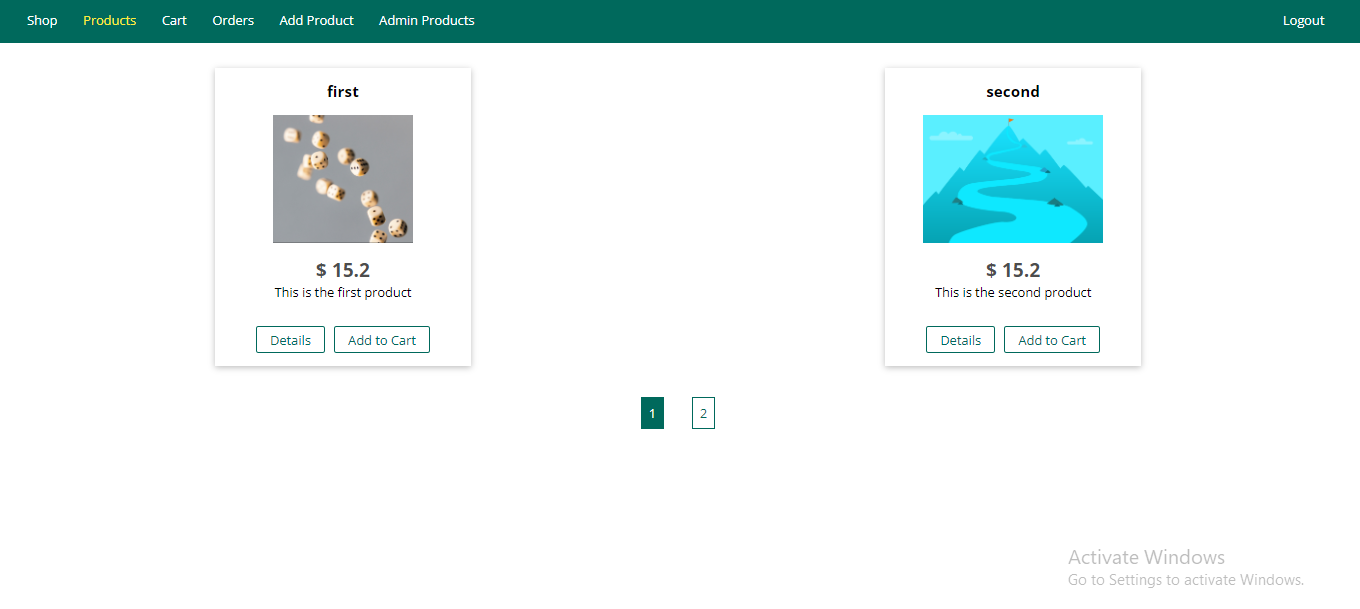 Shop Products Cart Orders Add Product Admin Products Logout
first
$ 15.2
This is the first product
Details Add to Cart
second
$ 15.2
This is the second product
Details Add to Cart
1 2
Activate Windows
Go to Settings to activate Windows.